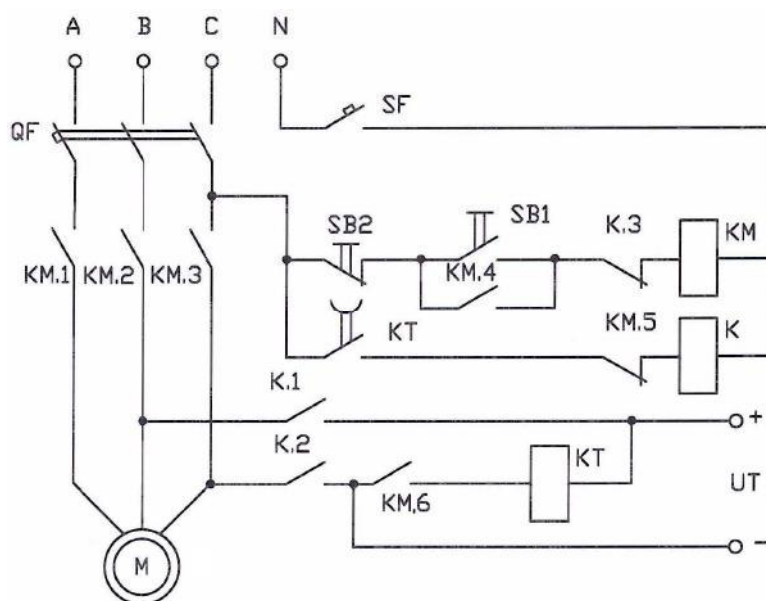 A B C N
QF
SF
SB2 SB1 K.3 KM
KM.1 KM.2 KM.3 KM.4
KT KM.5 K
K.1
+
K.2 KT
KM.6 UT
-
M